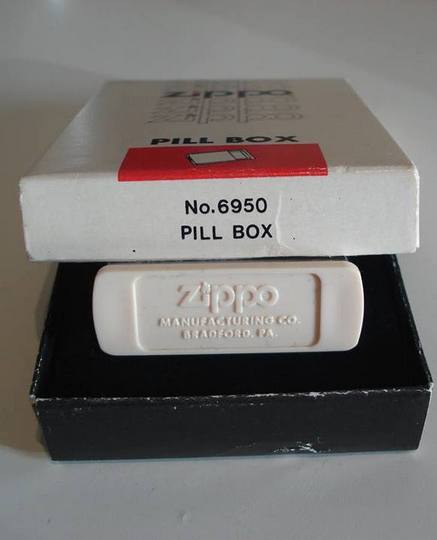 zippo
PILL BOX
No.6950
PILL BOX
Zippo
MANUFACTURING CO.
BRADFORD, PA.